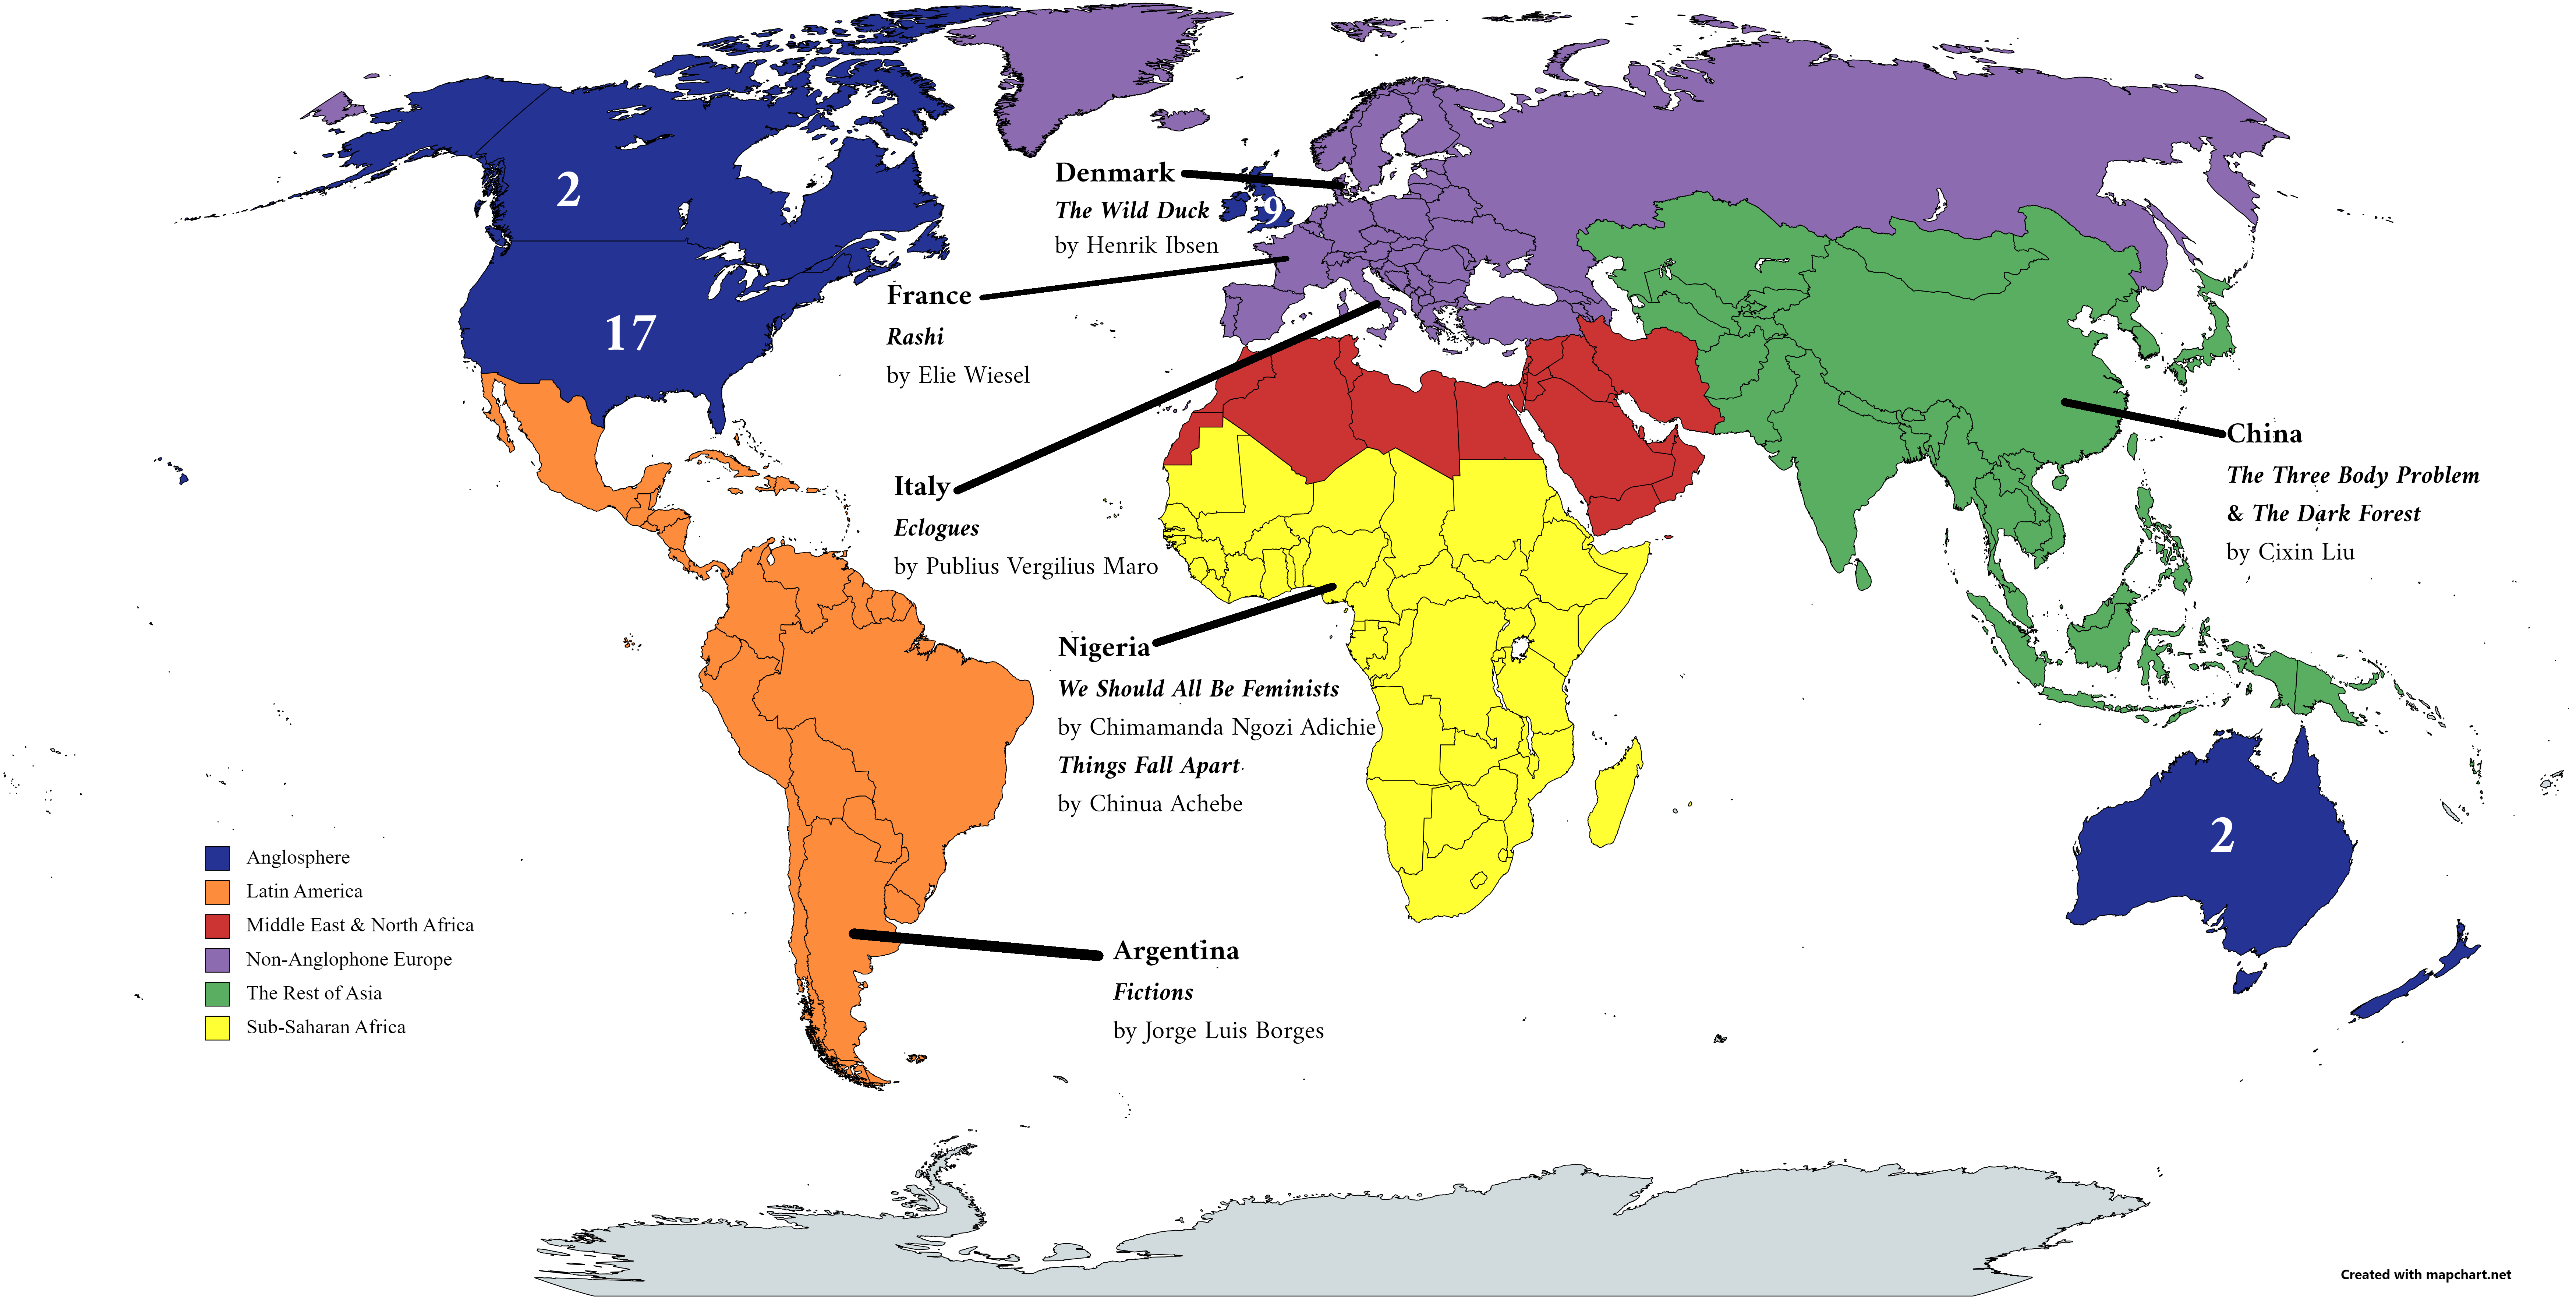 2
17
9
2
Denmark
The Wild Duck
by Henrik Ibsen
France
Rashi
by Elie Wiesel
Italy
Eclogues
by Publius Vergilius Maro
China
The Three Body Problem
& The Dark Forest
by Cixin Liu
Nigeria
We Should All Be Feminists
by Chimamanda Ngozi Adichie
Things Fall Apart
by Chinua Achebe
Argentina
Fictions
by Jorge Luis Borges
Anglosphere
Latin America
Middle East & North Africa
Non-Anglophone Europe
The Rest of Asia
Sub-Saharan Africa
Created with mapchart.net